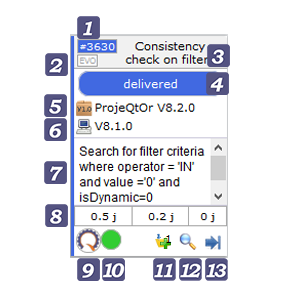 1
#3630 Consistency
2 EVO check on filter 3
delivered 4
5 V1.0 ProjeQtOr V8.2.0
6 V8.1.0
Search for filter criteria
where operator = 'IN'
7 and value ='0' and
isDynamic=0
8 0.5 j 0.2 j 0 j
9 10 11 12 13